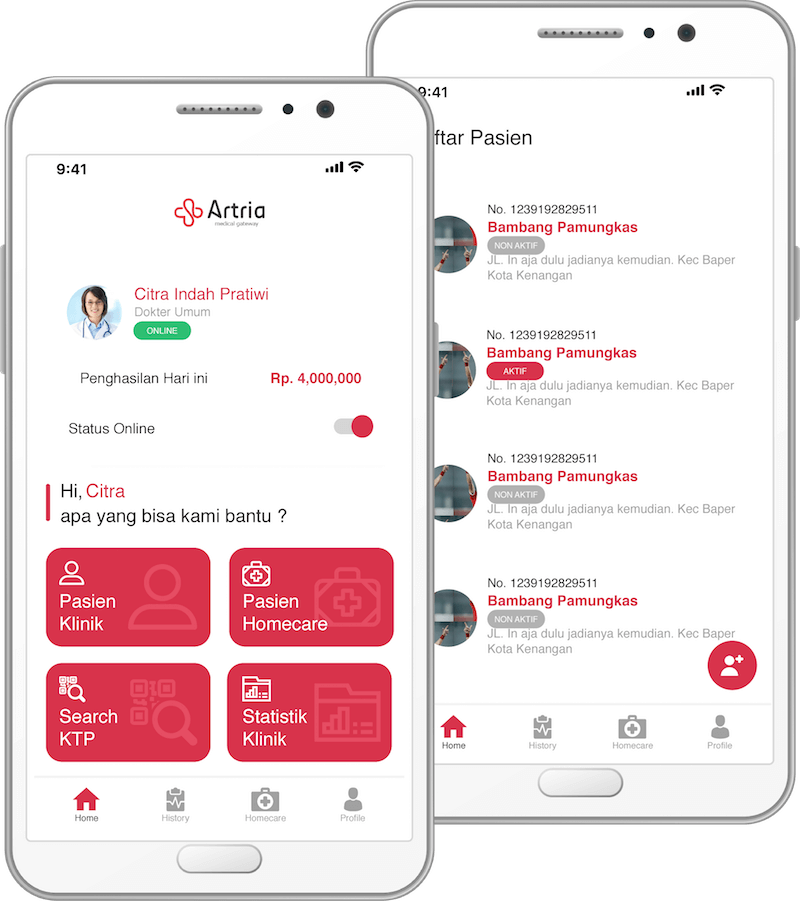 9:41
Artria
medical gateway
Citra Indah Pratiwi
Dokter Umum
ONLINE
Penghasilan Hari ini
Rp. 4,000,000
Status Online
Hi, Citra
apa yang bisa kami bantu ?
Pasien
Klinik
Pasien
Homecare
Search
KTP
Statistik
Klinik
Home
History
Homecare
Profile
9:41
ftar Pasien
No. 1239192829511
Bambang Pamungkas
NON AKTIF
JL. In aja dulu jadianya kemudian. Kec Baper
Kota Kenangan
No. 1239192829511
Bambang Pamungkas
AKTIF
JL. In aja dulu jadianya kemudian. Kec Baper
Kota Kenangan
No. 1239192829511
Bambang Pamungkas
NON AKTIF
JL. In aja dulu jadianya kemudian. Kec Baper
Kota Kenangan
No. 1239192829511
Bambang Pamungkas
NON AKTIF
JL. In aja dulu jadianya kemudian. Kec Baper
Kota Kenangan
Home
History
Homecare
Profile